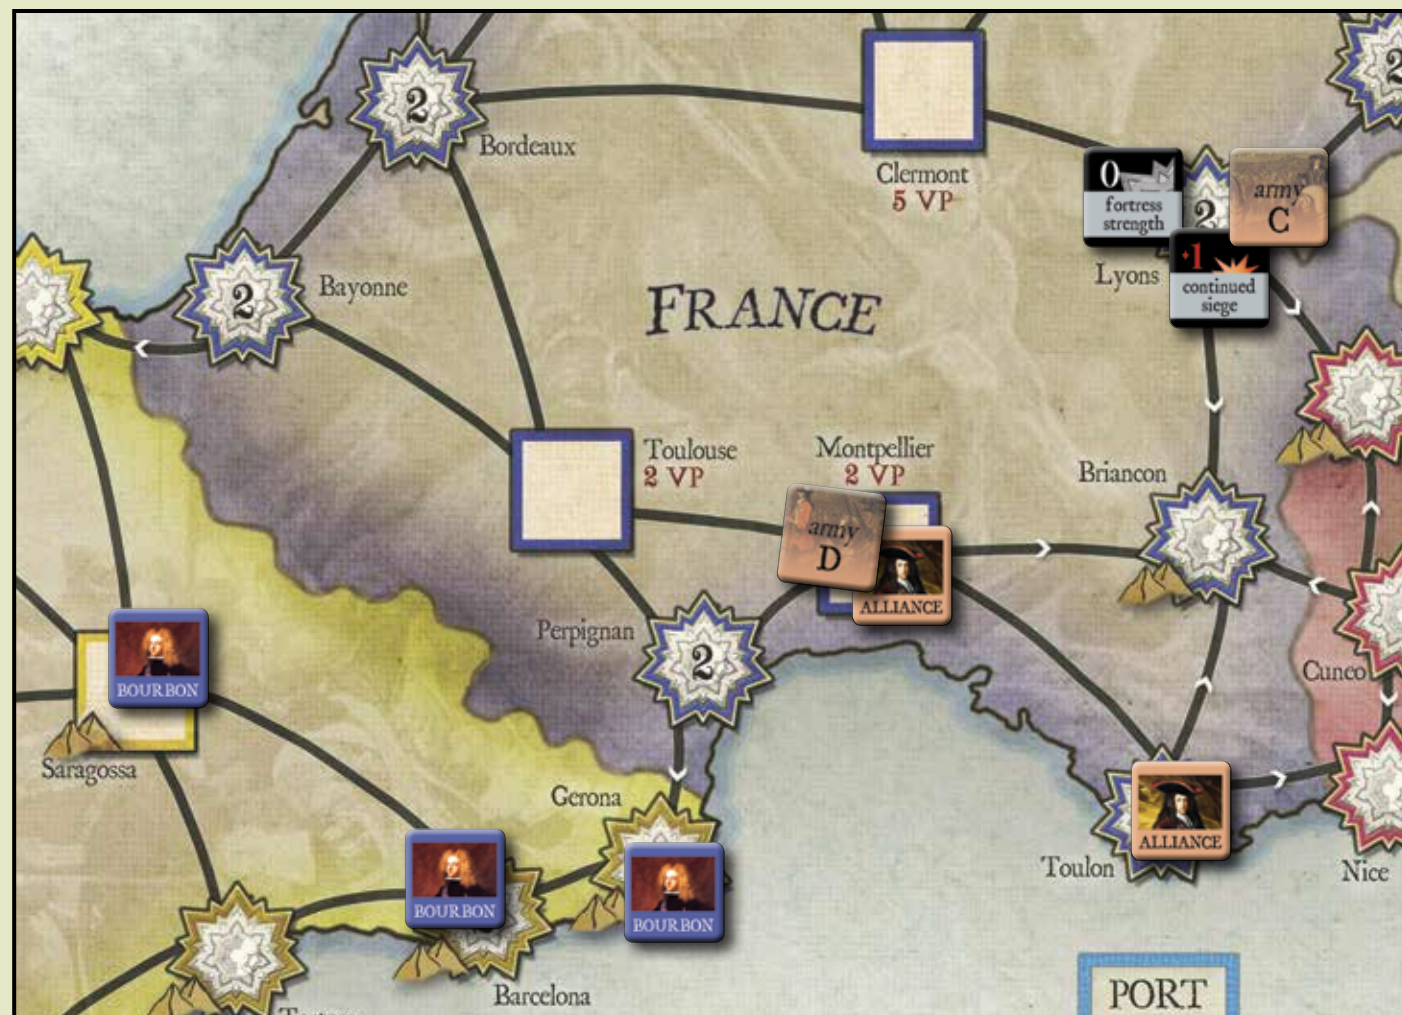 2
2
Bordeaux
Clermont
5 VP
0
fortress
strength
2
army
C
Lyons
+1
continued
siege
2
Bayonne
FRANCE
Toulouse
2 VP
Montpellier
2 VP
Briancon
army
D
ALLIANCE
Perpignan
2
BOURBON
Cuneo
Saragossa
Gerona
ALLIANCE
Toulon
Nice
BOURBON
BOURBON
Barcelona
PORT